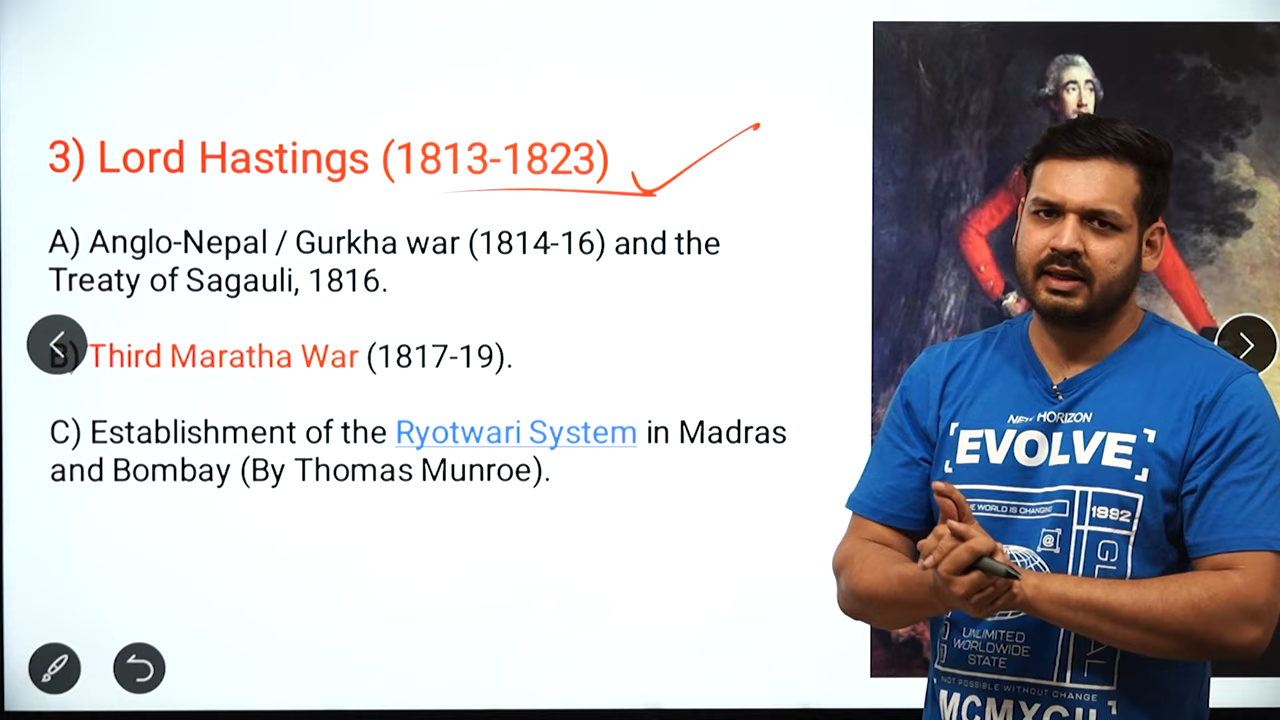 3) Lord Hastings (1813-1823)
A) Anglo-Nepal / Gurkha war (1814-16) and the
Treaty of Sagauli, 1816.
B) Third Maratha War (1817-19).
C) Establishment of the Ryotwari System in Madras
and Bombay (By Thomas Munroe).
NEW HORIZON
EVOLVE
THE WORLD IS CHANGING
1992
@
UNLIMITED
WORLDWIDE
STATE
NOT POSSIBLE WITHOUT CHANGE